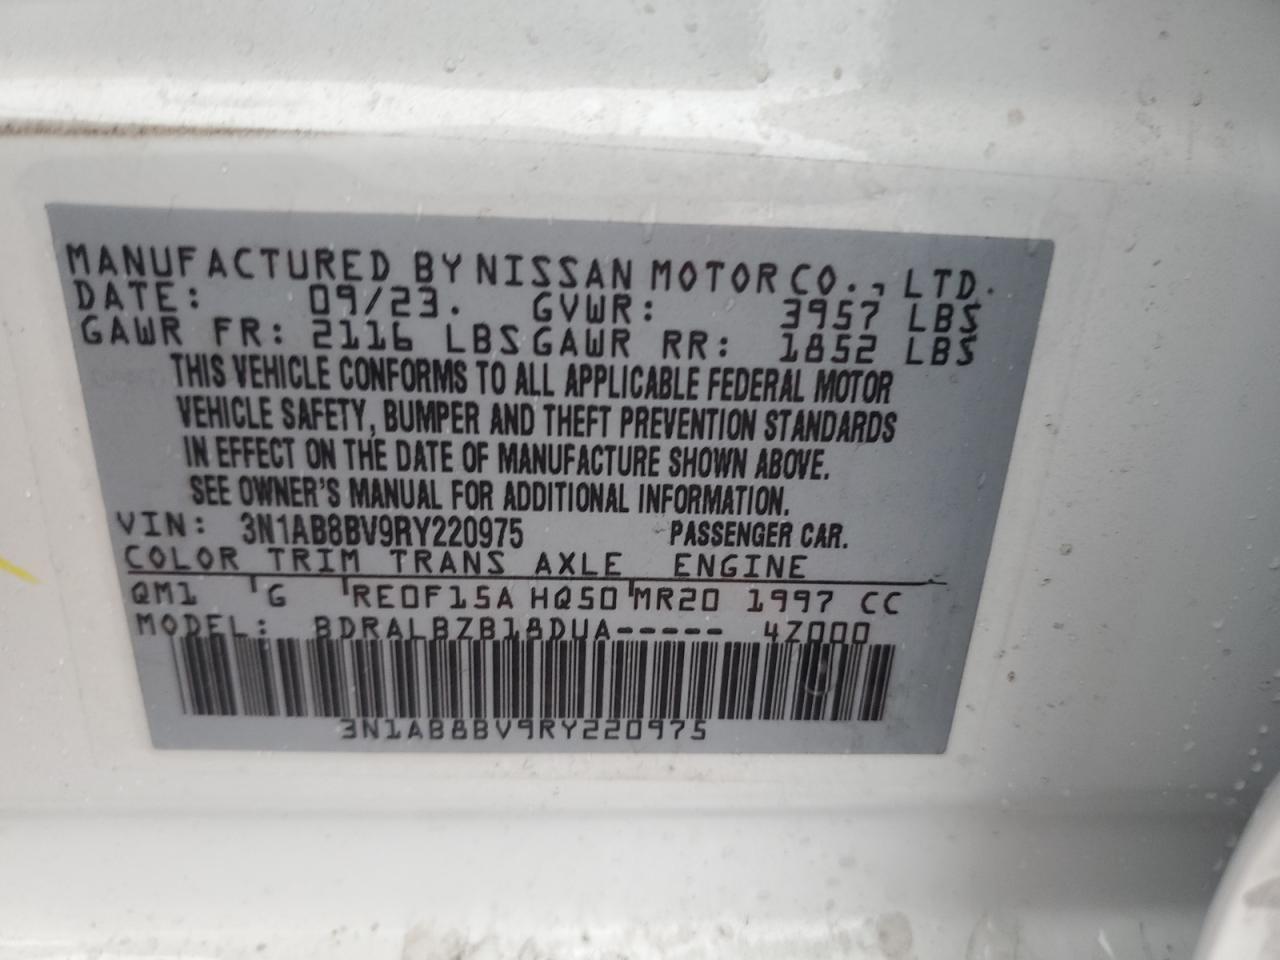 MANUFACTURED BY NISSAN MOTOR CO., LTD.
DATE: 09/23. GVWR: 3957 LBS
GAWR FR: 2116 LBS GAWR RR: 1852 LBS
THIS VEHICLE CONFORMS TO ALL APPLICABLE FEDERAL MOTOR
VEHICLE SAFETY, BUMPER AND THEFT PREVENTION STANDARDS
IN EFFECT ON THE DATE OF MANUFACTURE SHOWN ABOVE.
SEE OWNER'S MANUAL FOR ADDITIONAL INFORMATION.
VIN: 3N1AB8BV9RY220975 PASSENGER CAR.
COLOR TRIM TRANS AXLE ENGINE
QM1 G RE0F15A HQ50 MR20 1997 CC
MODEL: BDRALBZB18DUA----- 4Z000
3N1AB8BV9RY220975